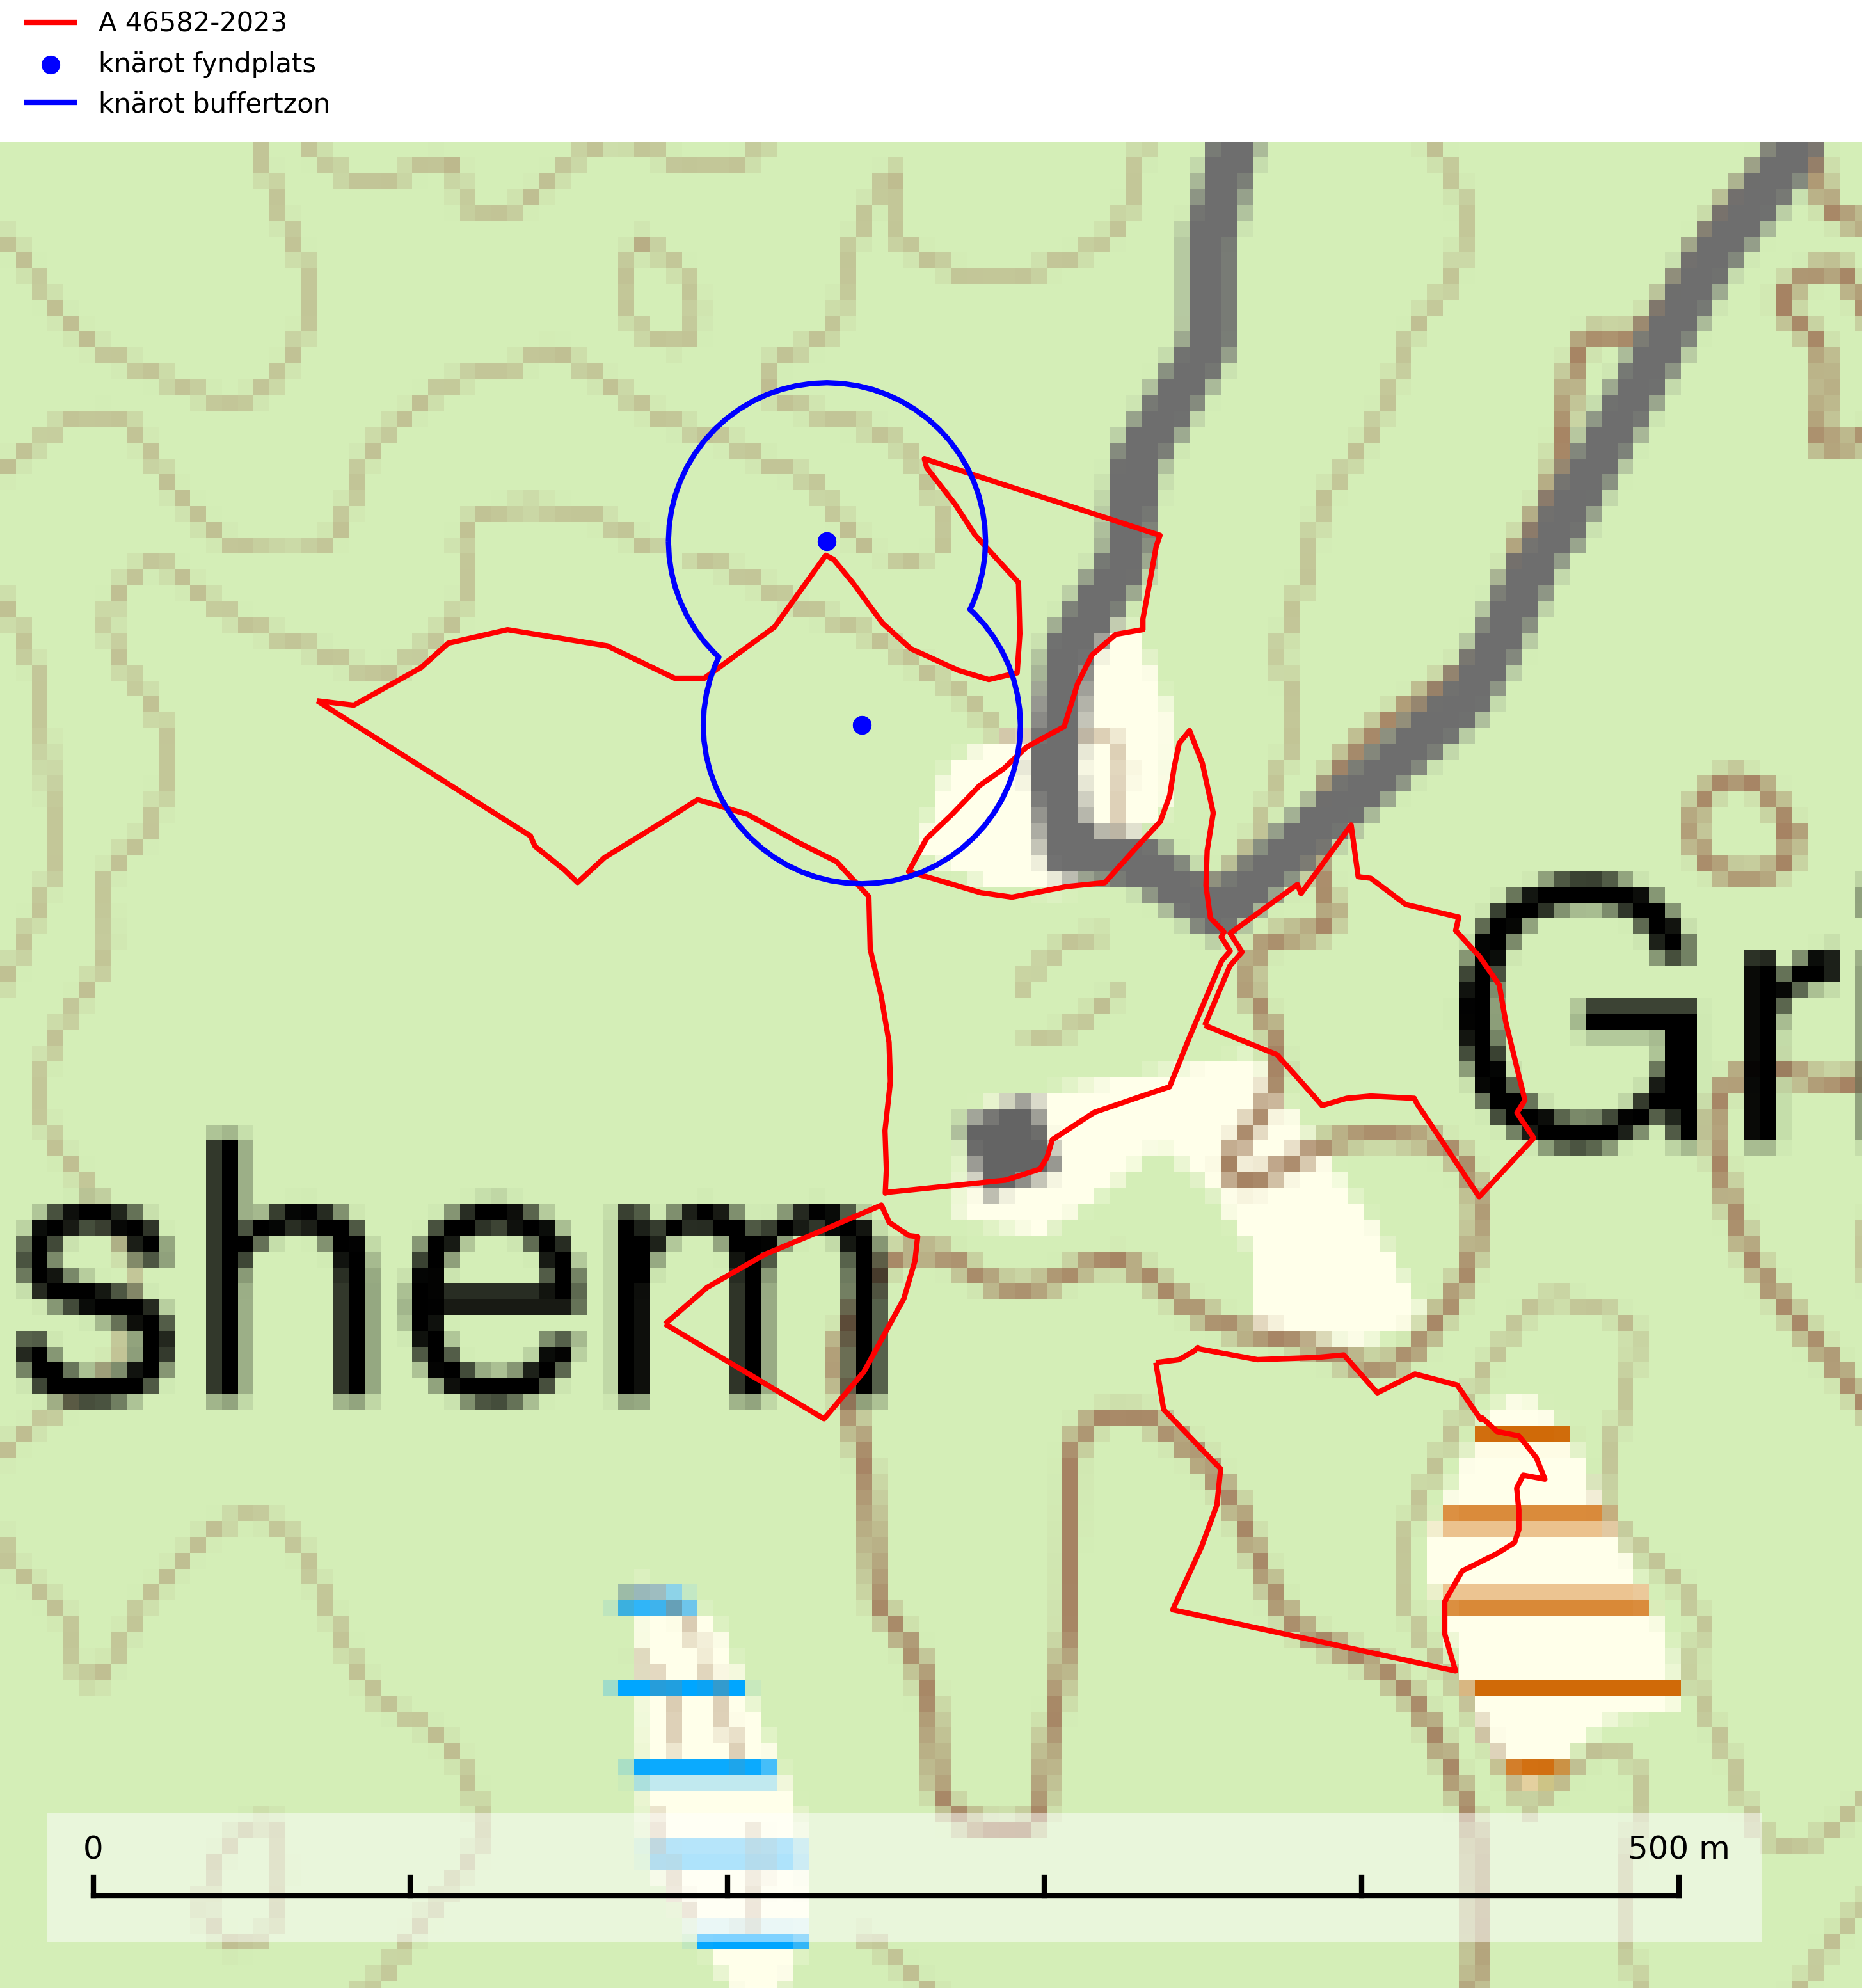 A 46582-2023
knärot fyndplats
knärot buffertzon
Gr
shem
0 500 m